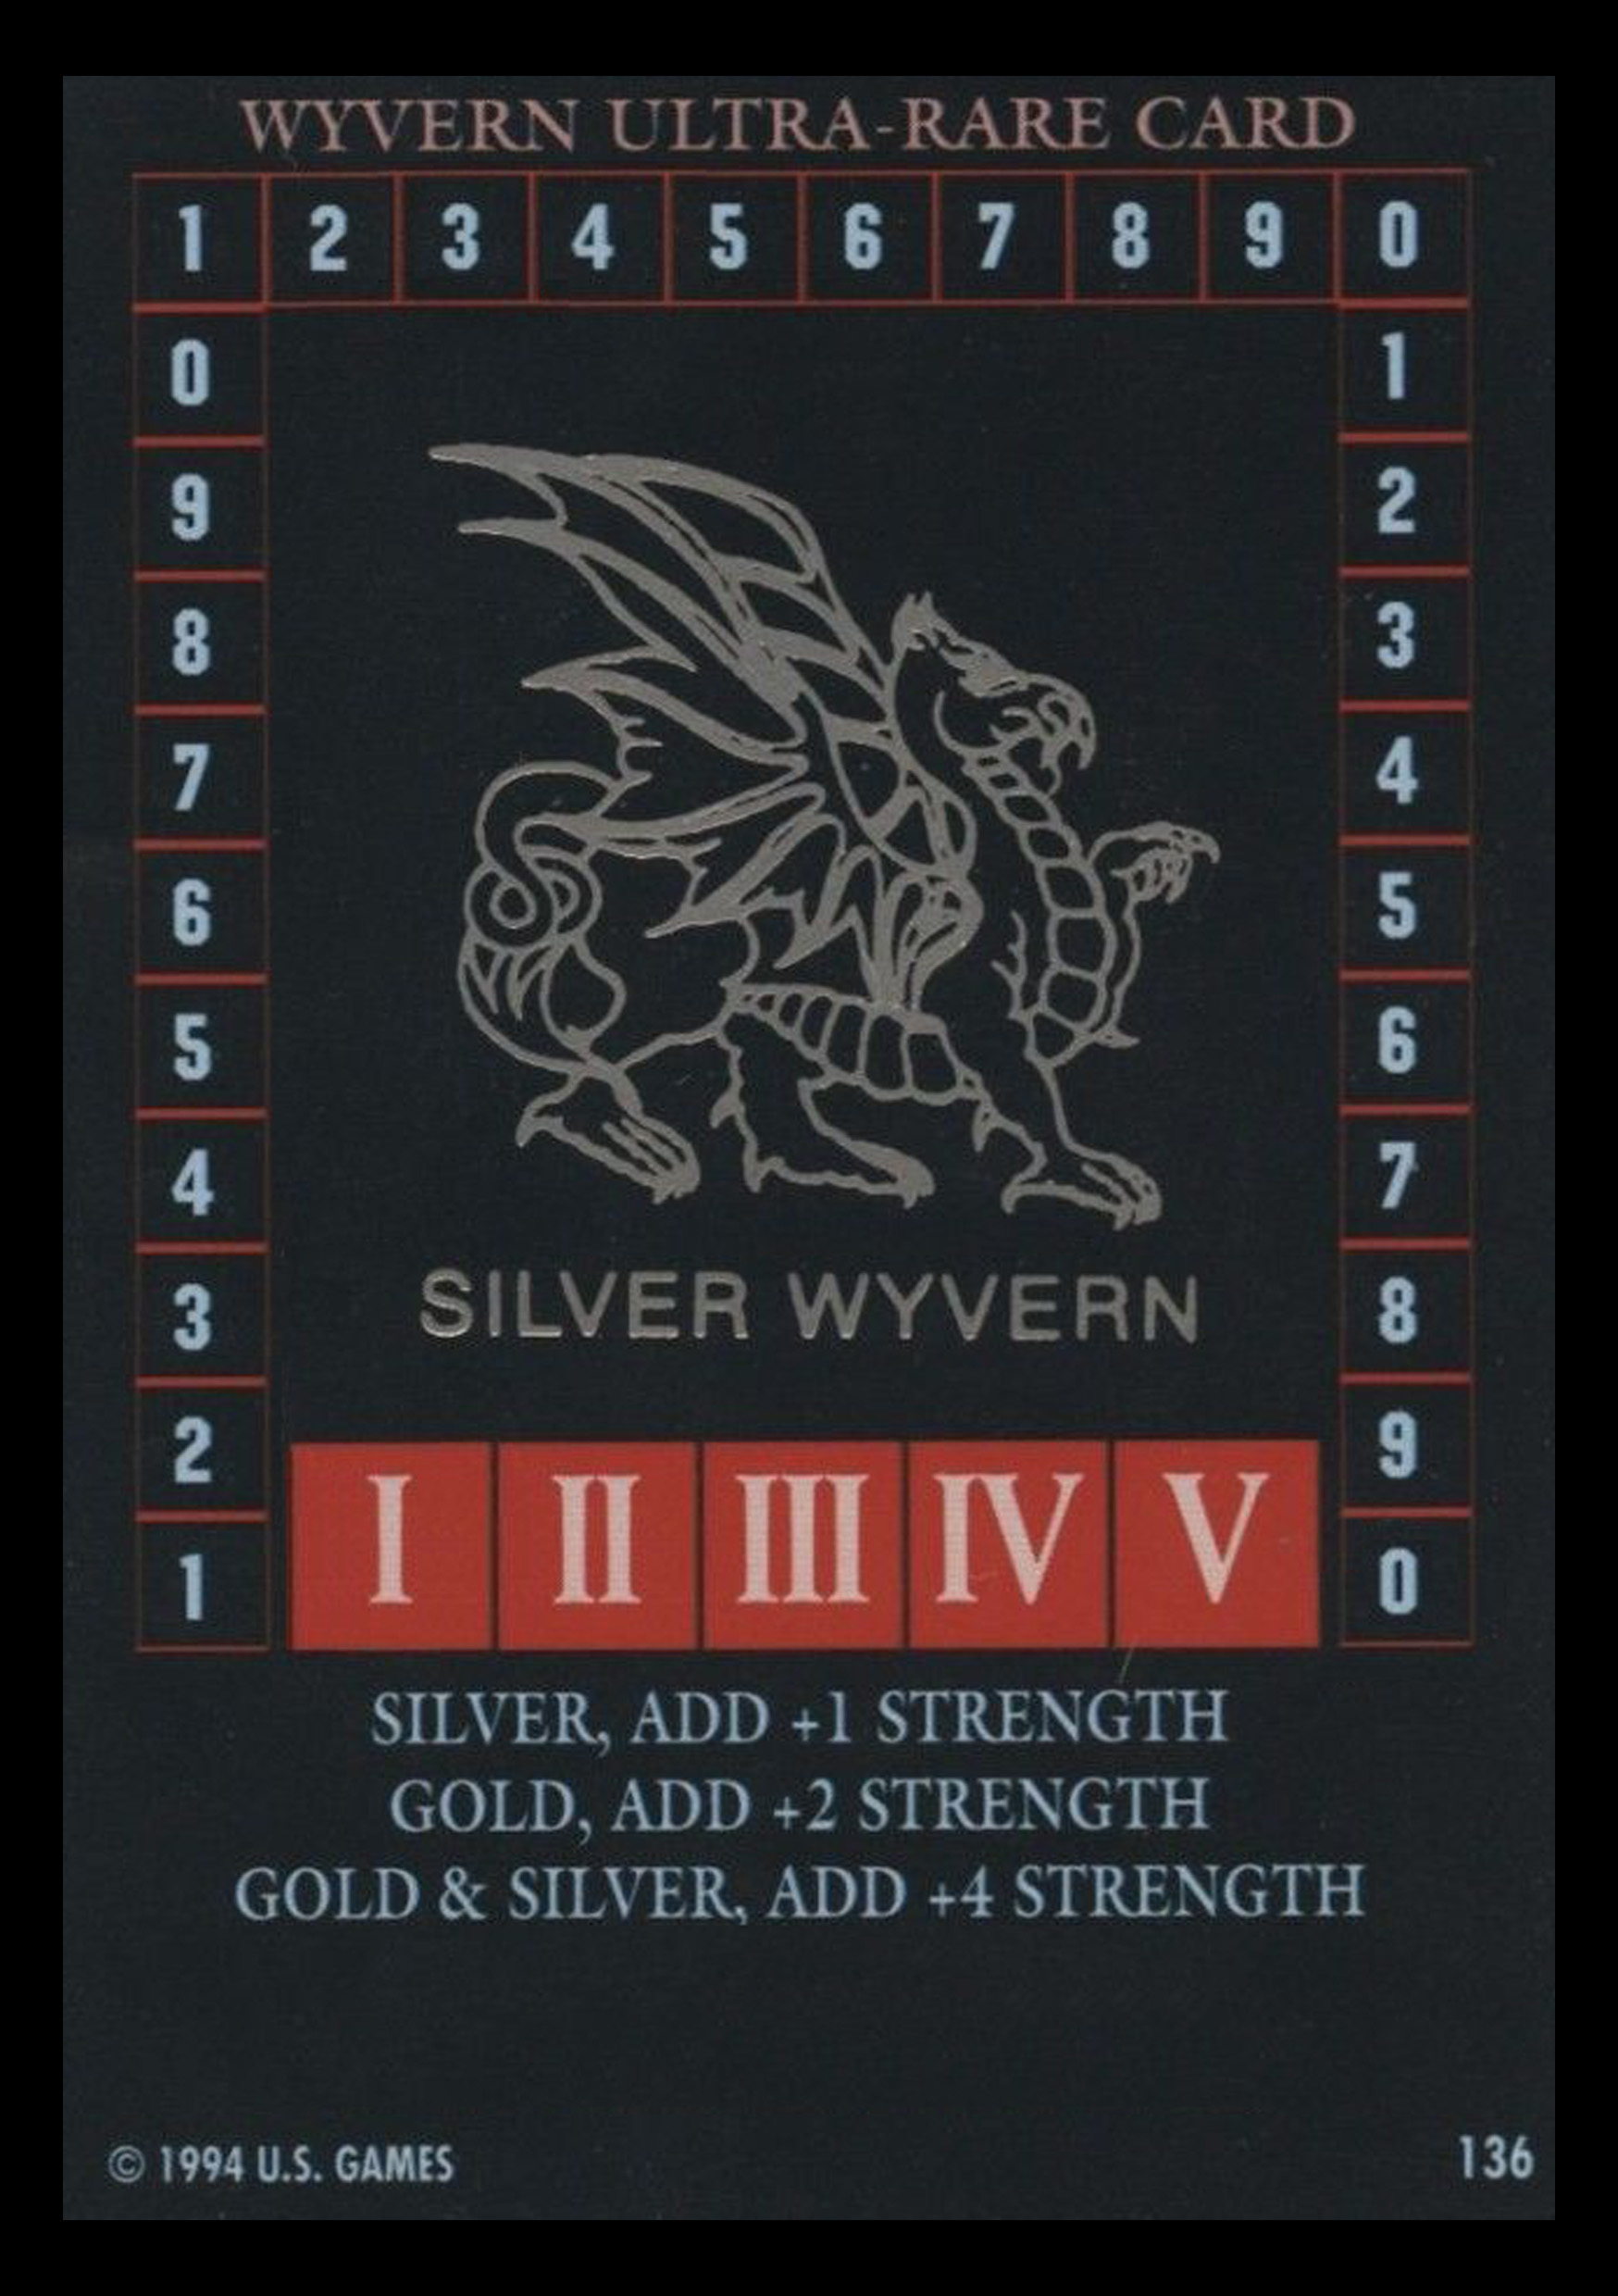 WYVERN ULTRA-RARE CARD
1 2 3 4 5 6 7 8 9 0
0 1
9 2
8 3
7 4
6 5
5 6
4 7
3 8
2 9
1 0
SILVER WYVERN
I II III IV V
SILVER, ADD +1 STRENGTH
GOLD, ADD +2 STRENGTH
GOLD & SILVER, ADD +4 STRENGTH
© 1994 U.S. GAMES
136